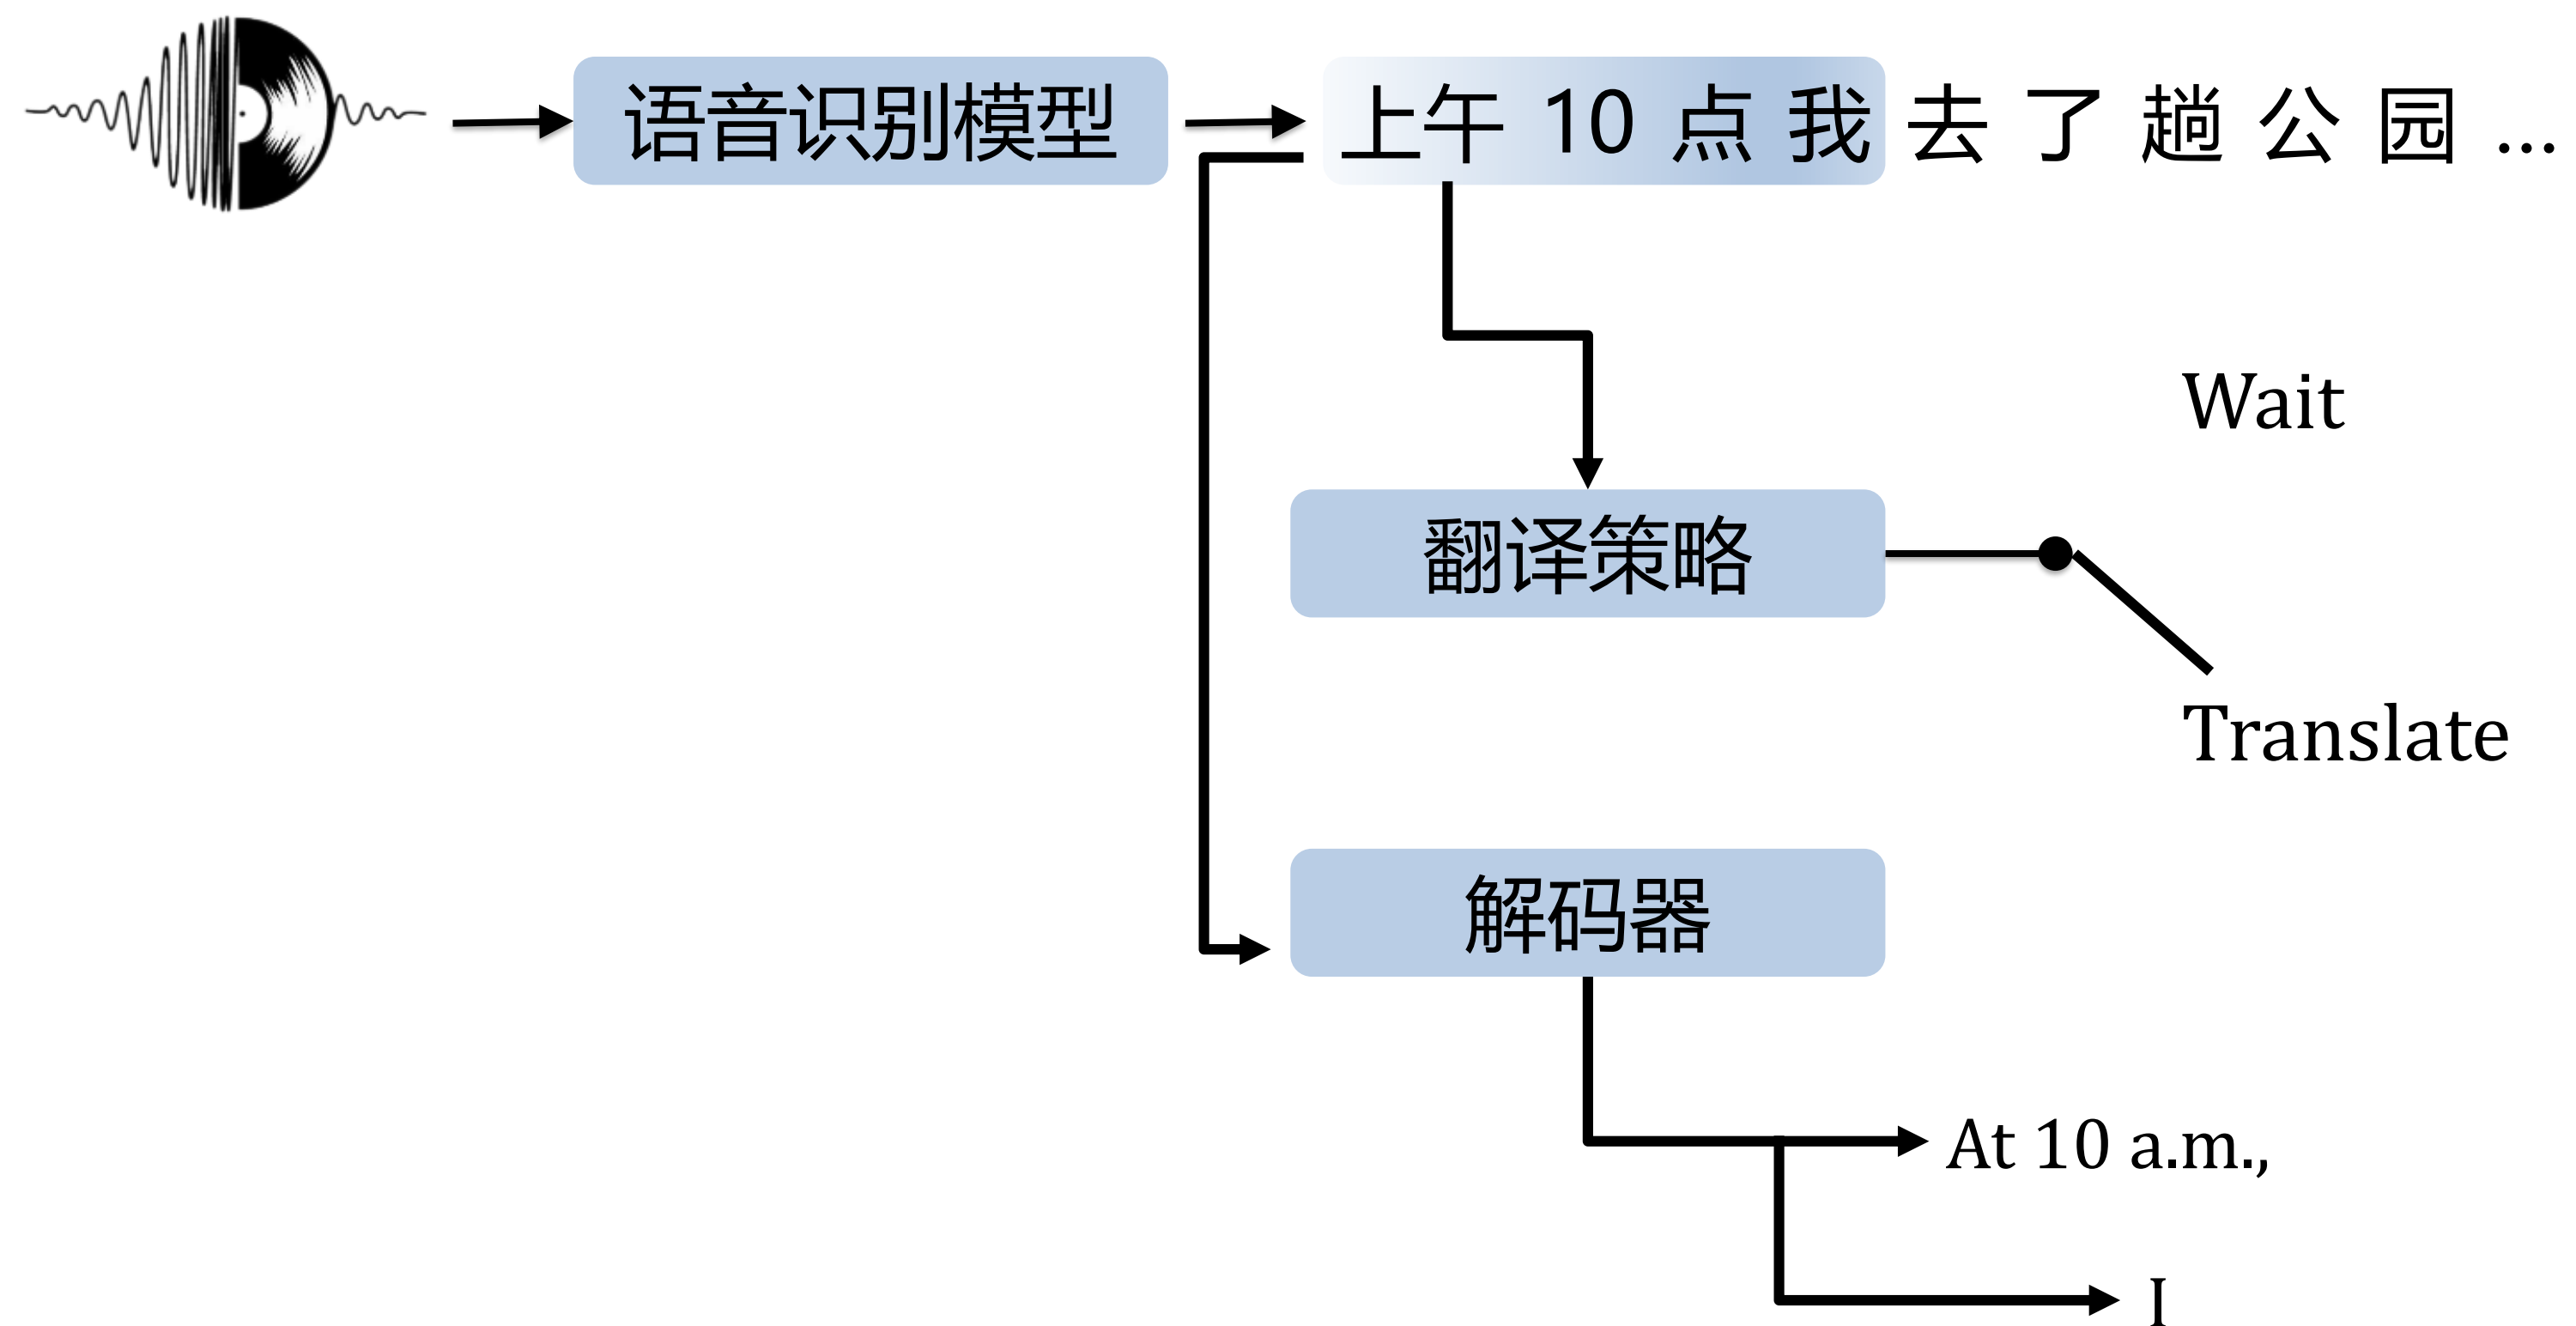 语音识别模型
上午 10 点 我 去 了 趟 公 园 ...
Wait
翻译策略
Translate
解码器
At 10 a.m.,
I